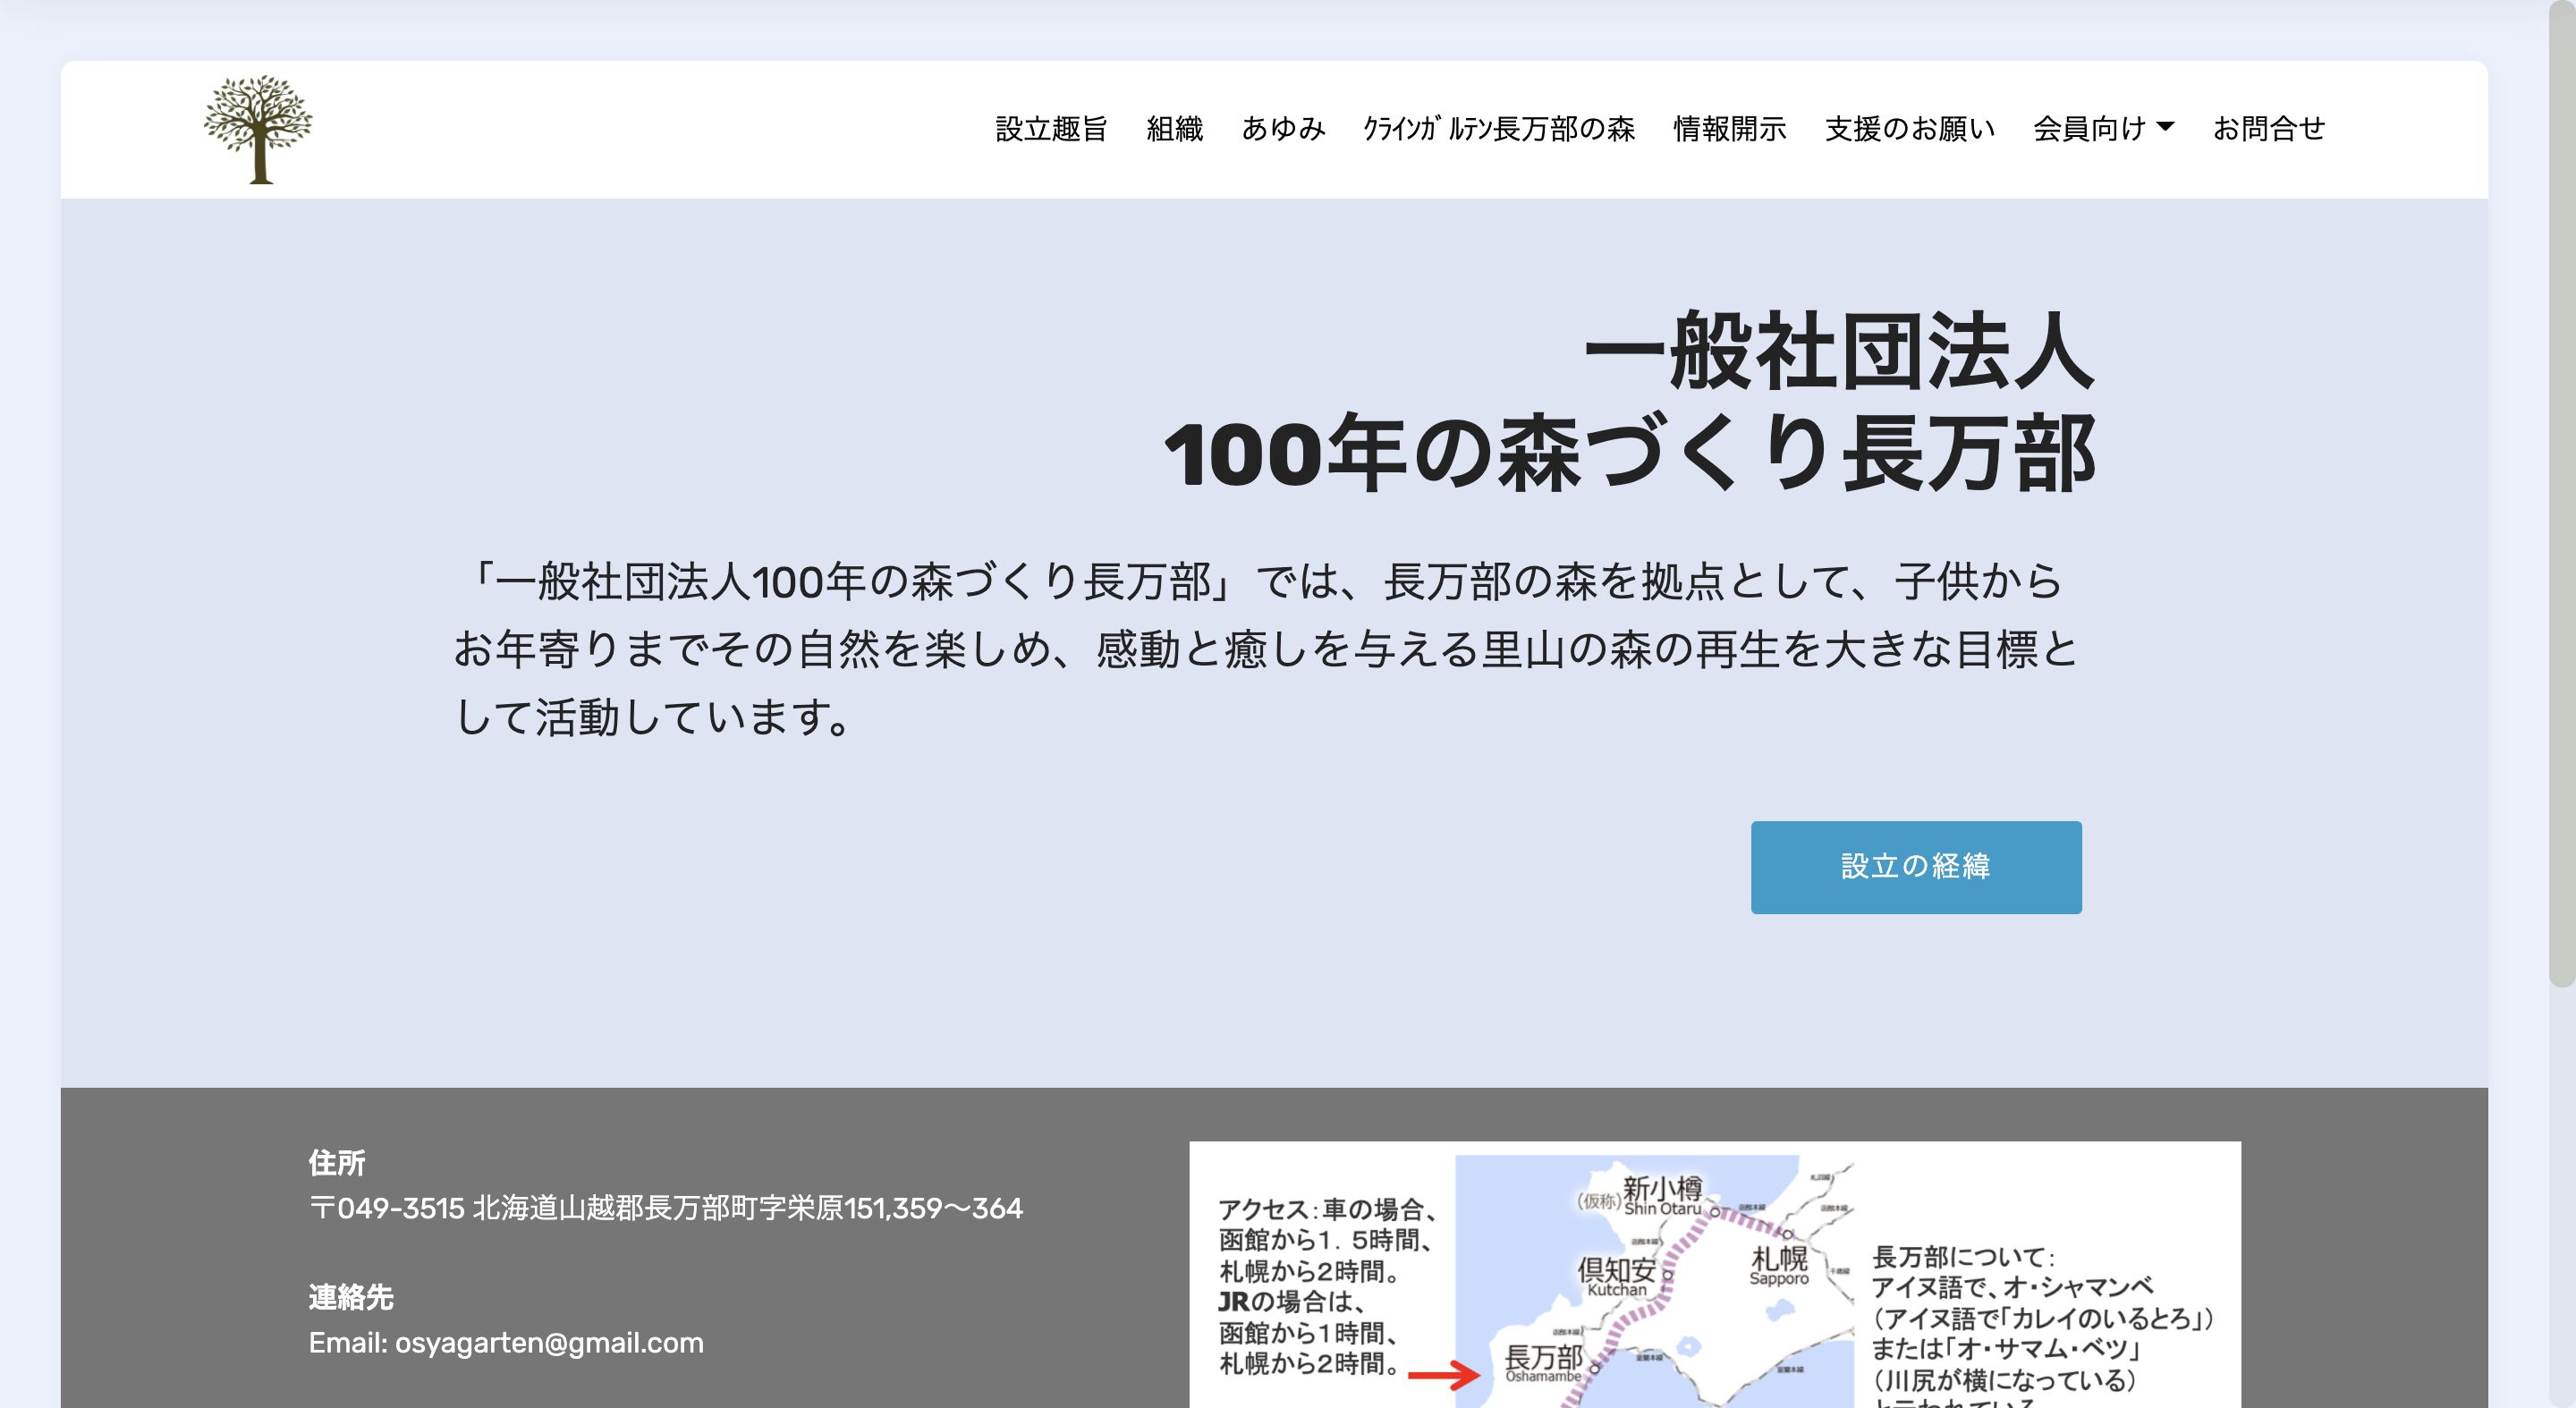 設立趣旨 組織 あゆみ ｸﾗｲﾝｶﾞﾙﾃﾝ長万部の森 情報開示 支援のお願い 会員向け お問合せ
一般社団法人
100年の森づくり長万部
「一般社団法人100年の森づくり長万部」では、長万部の森を拠点として、子供から
お年寄りまでその自然を楽しめ、感動と癒しを与える里山の森の再生を大きな目標と
して活動しています。
設立の経緯
住所
〒049-3515 北海道山越郡長万部町字栄原151,359〜364
連絡先
Email: osyagarten@gmail.com
アクセス：車の場合、
函館から1．5時間、
札幌から2時間。
JRの場合は、
函館から1時間、
札幌から2時間。
（仮称）新小樽
Shin Otaru
札幌
Sapporo
倶知安
Kutchan
長万部
Oshamambe
長万部について：
アイヌ語で、オ・シャマンベ
（アイヌ語で「カレイのいるとろ」）
または「オ・サマム・ベツ」
（川尻が横になっている）